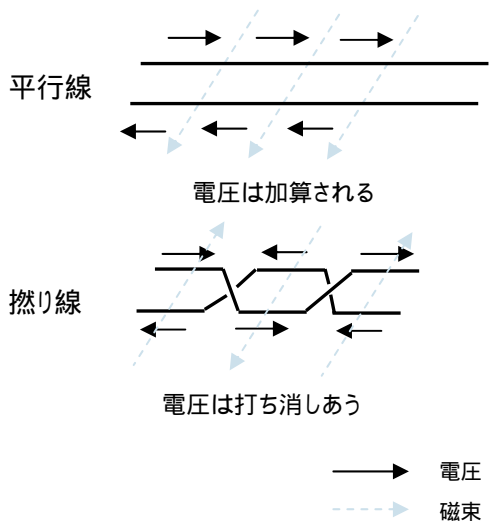 平行線
電圧は加算される
撚り線
電圧は打ち消しあう
電圧
磁束